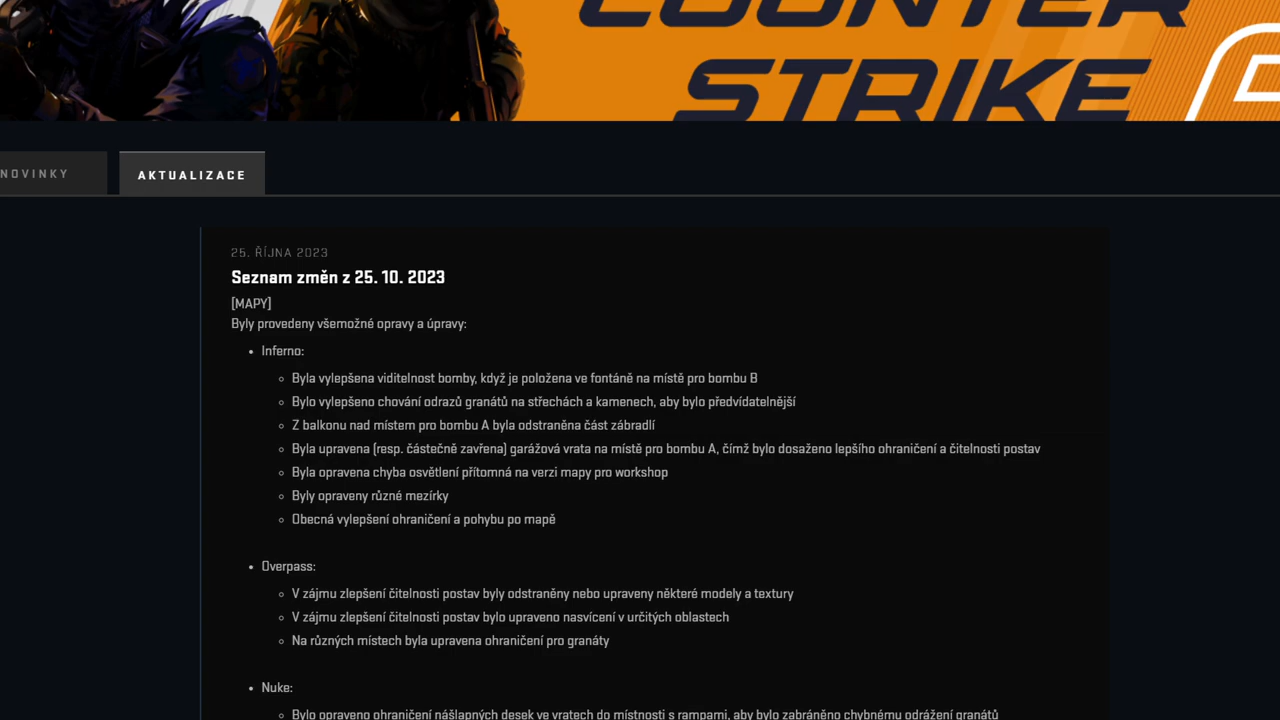 COUNTER
STRIKE
NOVINKY
AKTUALIZACE
25. ŘÍJNA 2023
Seznam změn z 25. 10. 2023
[MAPY]
Byly provedeny všemožné opravy a úpravy:
• Inferno:
◦ Byla vylepšena viditelnost bomby, když je položena ve fontáně na místě pro bombu B
◦ Bylo vylepšeno chování odrazů granátů na střechách a kamenech, aby bylo předvídatelnější
◦ Z balkonu nad místem pro bombu A byla odstraněna část zábradlí
◦ Byla upravena (resp. částečně zavřena) garážová vrata na místě pro bombu A, čímž bylo dosaženo lepšího ohraničení a čitelnosti postav
◦ Byla opravena chyba osvětlení přítomná na verzi mapy pro workshop
◦ Byly opraveny různé mezírky
◦ Obecná vylepšení ohraničení a pohybu po mapě
• Overpass:
◦ V zájmu zlepšení čitelnosti postav byly odstraněny nebo upraveny některé modely a textury
◦ V zájmu zlepšení čitelnosti postav bylo upraveno nasvícení v určitých oblastech
◦ Na různých místech byla upravena ohraničení pro granáty
• Nuke:
◦ Bylo opraveno ohraničení nášlapných desek ve vratech do místnosti s rampami, aby bylo zabráněno chybnému odrážení granátů